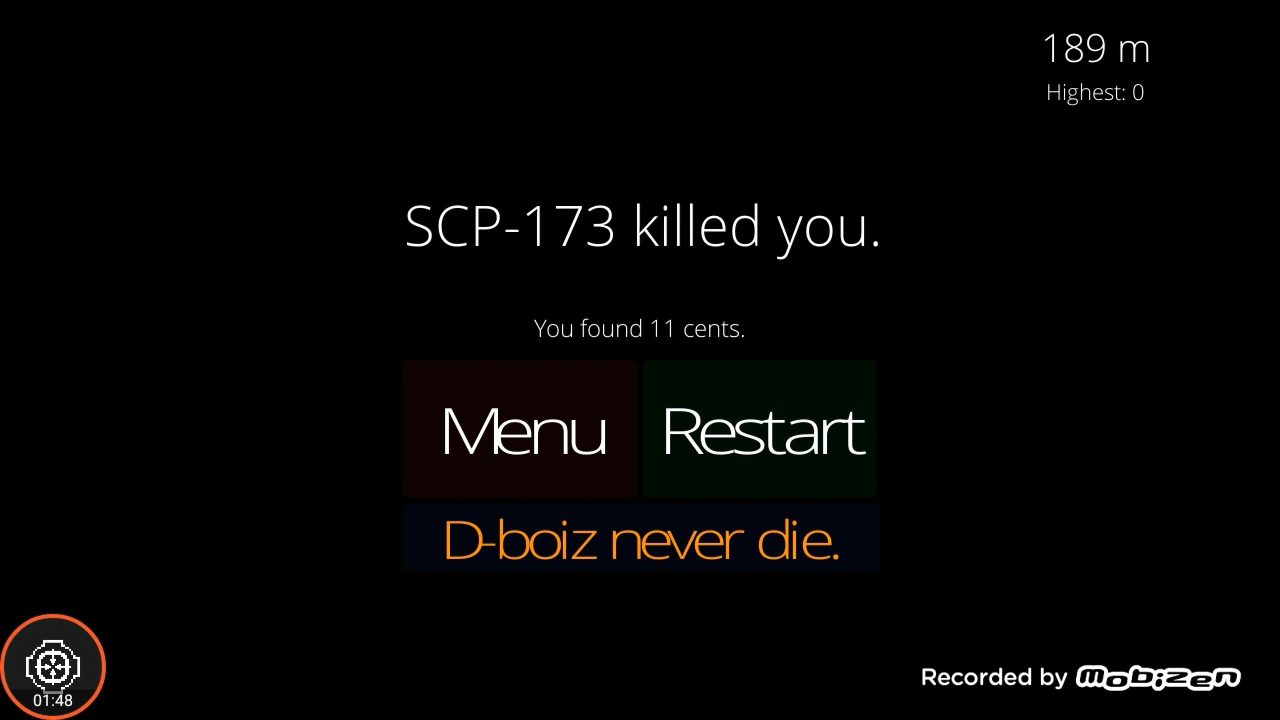 189 m
Highest: 0
SCP-173 killed you.
You found 11 cents.
Menu Restart
D-boiz never die.
01:48
Recorded by mobizen